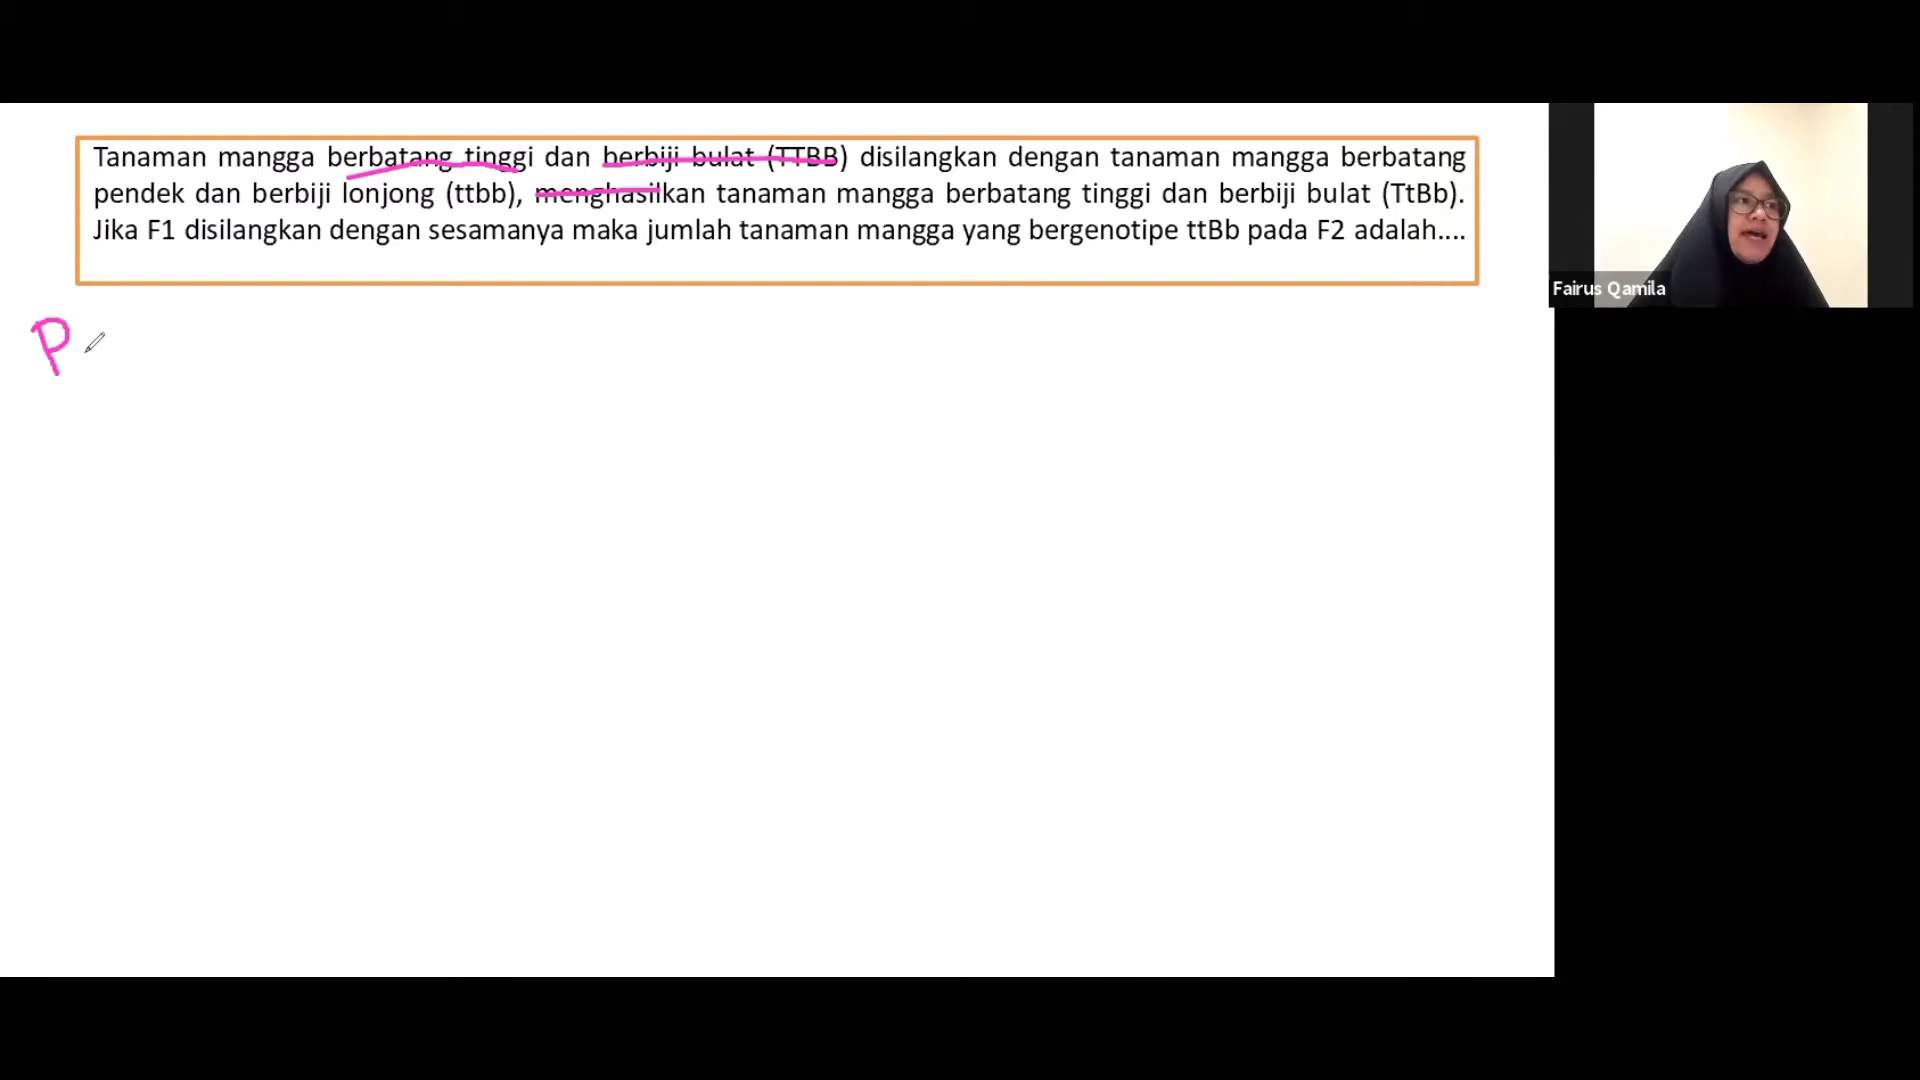 Tanaman mangga berbatang tinggi dan berbiji bulat (TTBB) disilangkan dengan tanaman mangga berbatang
pendek dan berbiji lonjong (ttbb), menghasilkan tanaman mangga berbatang tinggi dan berbiji bulat (TtBb).
Jika F1 disilangkan dengan sesamanya maka jumlah tanaman mangga yang bergenotipe ttBb pada F2 adalah....
Fairus Qamila
P